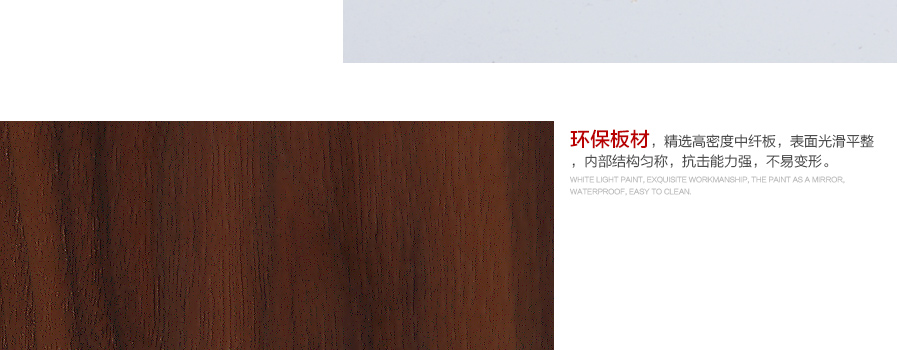 环保板材，精选高密度中纤板，表面光滑平整
，内部结构匀称，抗击能力强，不易变形。
WHITE LIGHT PAINT, EXQUISITE WORKMANSHIP, THE PAINT AS A MIRROR,
WATERPROOF, EASY TO CLEAN.